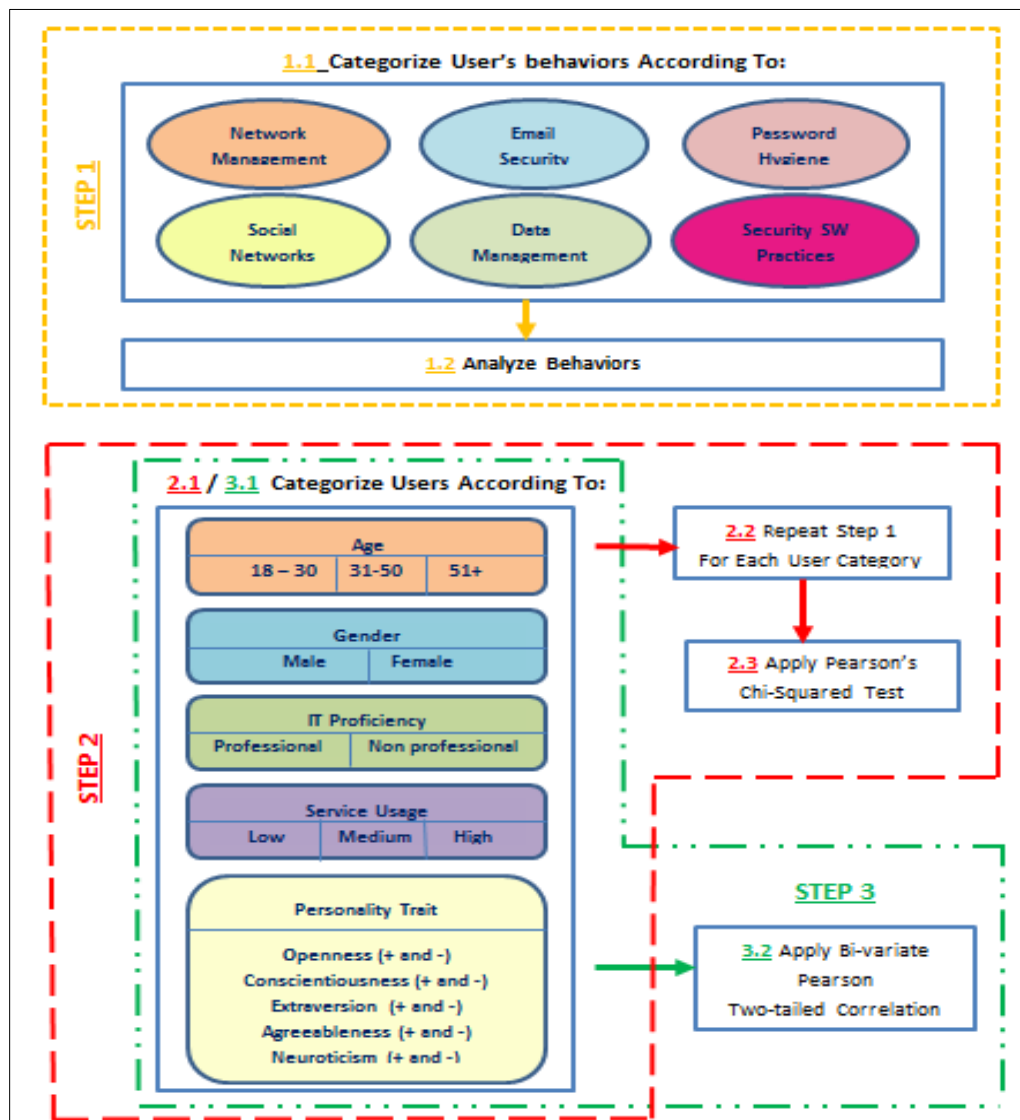 1.1_Categorize User's behaviors According To:
Network
Management
Email
Security
Password
Hygiene
Social
Networks
Data
Management
Security SW
Practices
STEP 1
1.2 Analyze Behaviors
2.1 / 3.1 Categorize Users According To:
Age
18 – 30
31-50
51+
Gender
Male
Female
IT Proficiency
Professional
Non professional
Service Usage
Low
Medium
High
Personality Trait
Openness (+ and -)
Conscientiousness (+ and -)
Extraversion (+ and -)
Agreeableness (+ and -)
Neuroticism (+ and -)
STEP 2
2.2 Repeat Step 1
For Each User Category
2.3 Apply Pearson's
Chi-Squared Test
STEP 3
3.2 Apply Bi-variate
Pearson
Two-tailed Correlation